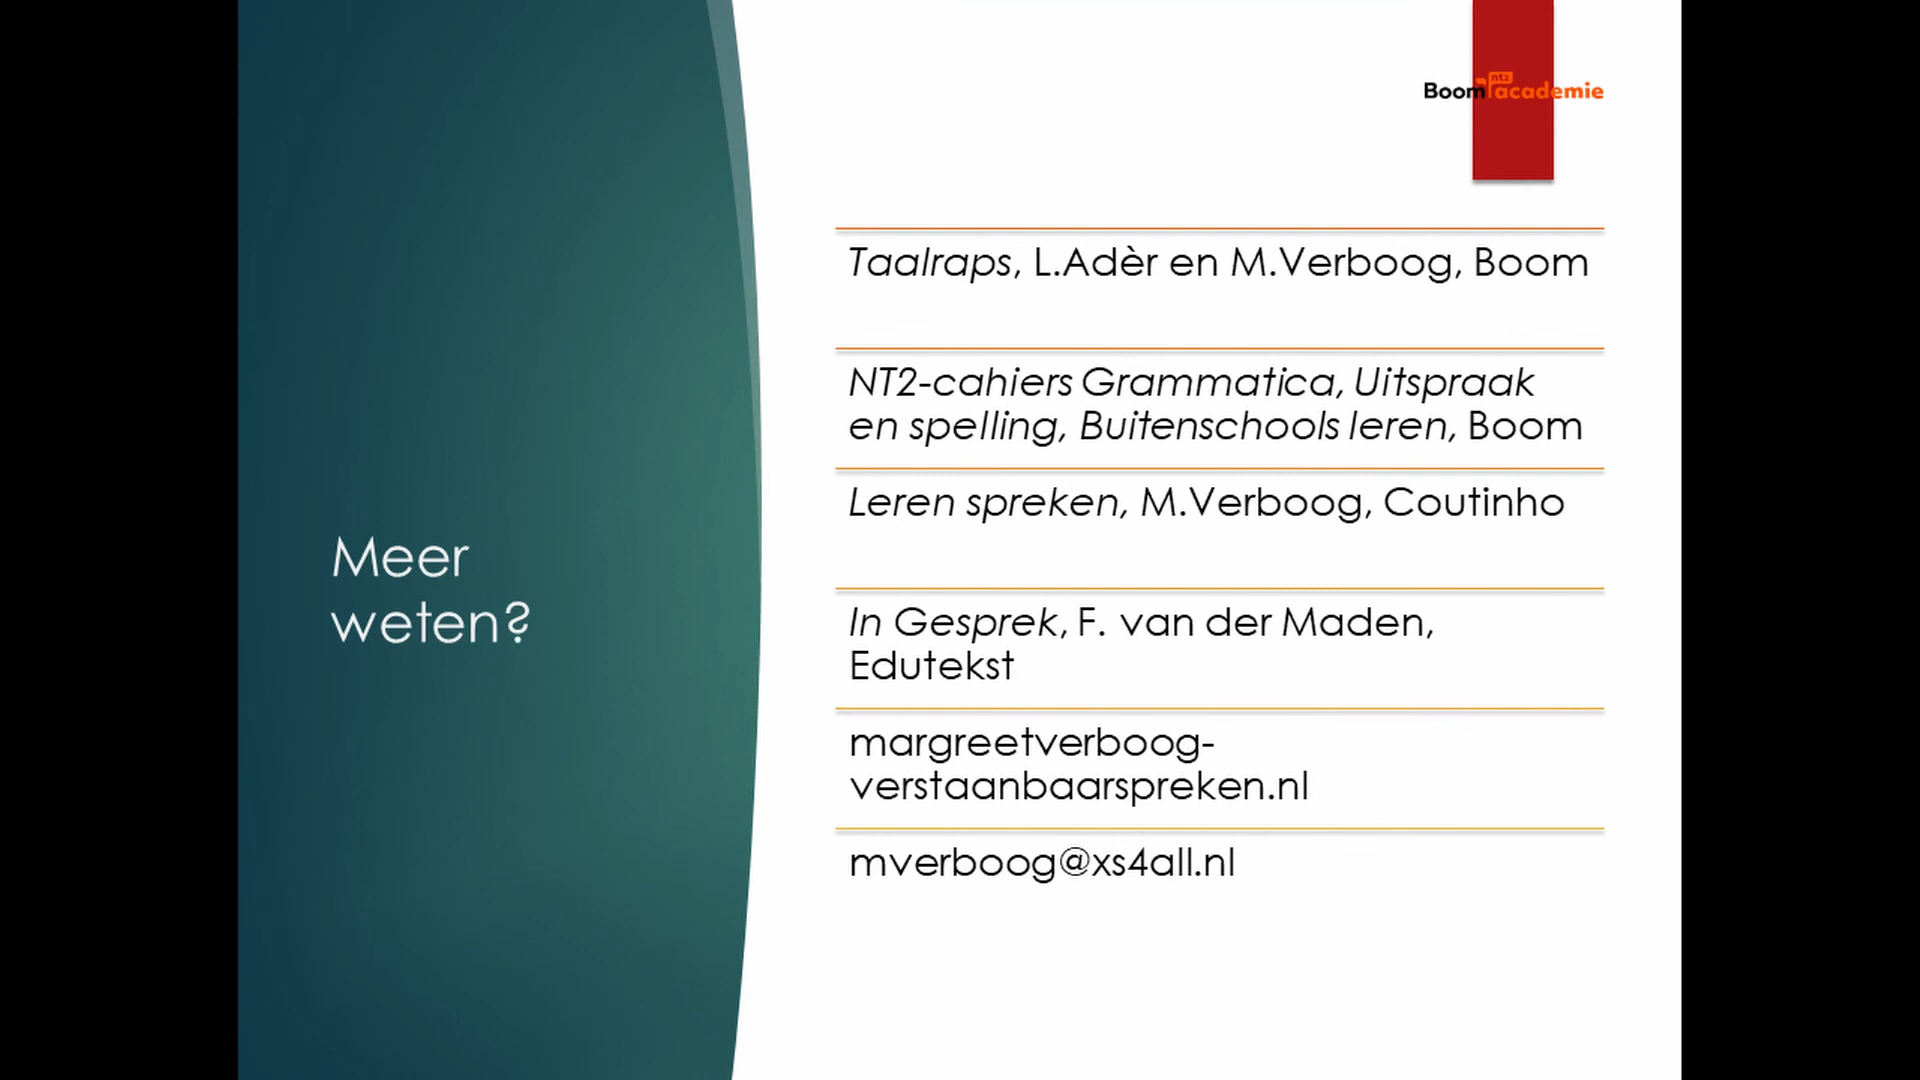 Boom nt2 academie
Taalraps, L.Adèr en M.Verboog, Boom
NT2-cahiers Grammatica, Uitspraak
en spelling, Buitenschools leren, Boom
Leren spreken, M.Verboog, Coutinho
Meer
weten?
In Gesprek, F. van der Maden,
Edutekst
margreetverboog-
verstaanbaarspreken.nl
mverboog@xs4all.nl